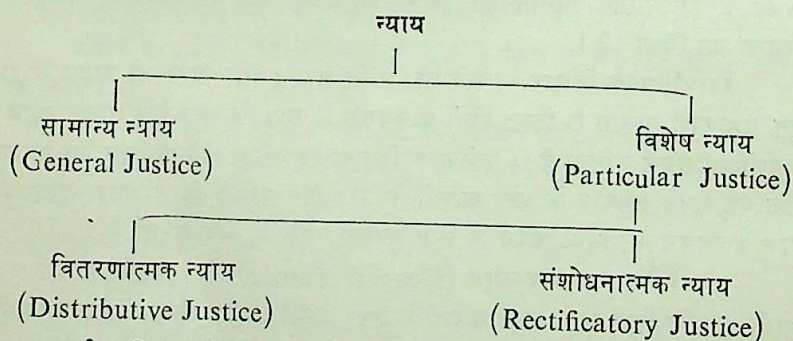 न्याय
सामान्य न्याय
(General Justice)
विशेष न्याय
(Particular Justice)
वितरणात्मक न्याय
(Distributive Justice)
संशोधनात्मक न्याय
(Rectificatory Justice)